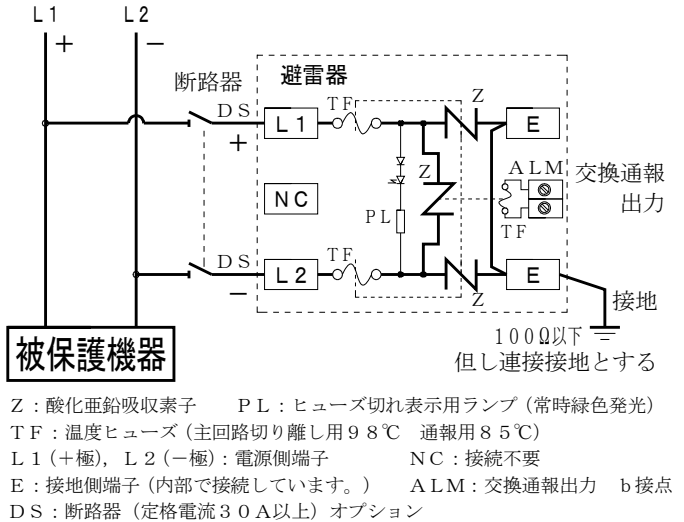 L1 L2
+ −
断路器 避雷器
DS L1 TF Z E
+
NC PL Z ALM 交換通報
出力
TF
DS L2 TF Z E
−
接地
100Ω以下
但し連接接地とする
被保護機器
Z：酸化亜鉛吸収素子 PL：ヒューズ切れ表示用ランプ（常時緑色発光）
TF：温度ヒューズ（主回路切り離し用98℃ 通報用85℃）
L1（＋極），L2（−極）：電源側端子 NC：接続不要
E：接地側端子（内部で接続しています。） ALM：交換通報出力 b接点
DS：断路器（定格電流30A以上）オプション